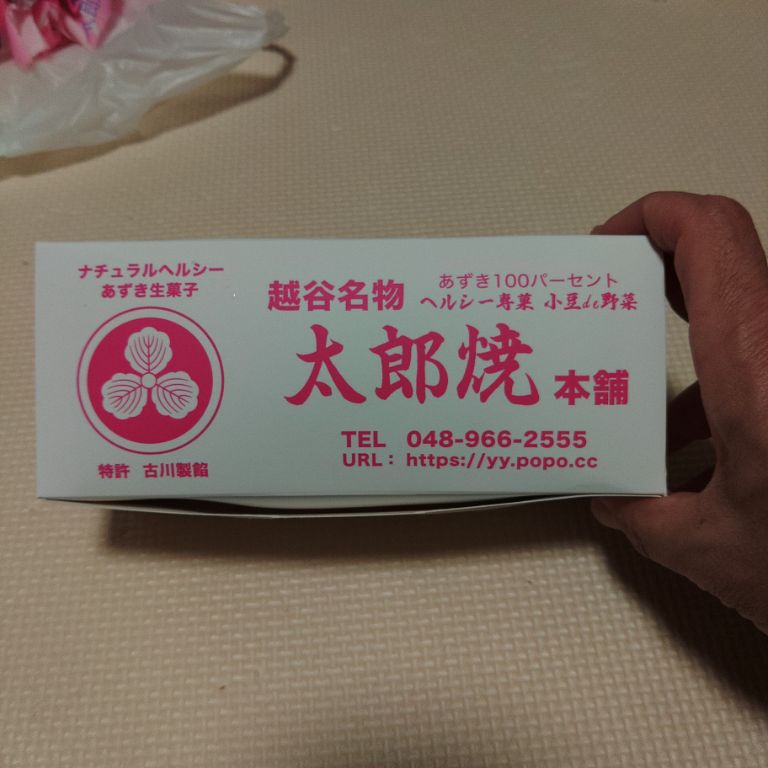 ナチュラルヘルシー
あずき生菓子
特許 古川製餡
越谷名物
あずき100パーセント
ヘルシー専菓 小豆de野菜
太郎焼本舗
TEL 048-966-2555
URL: https://yy.popo.cc